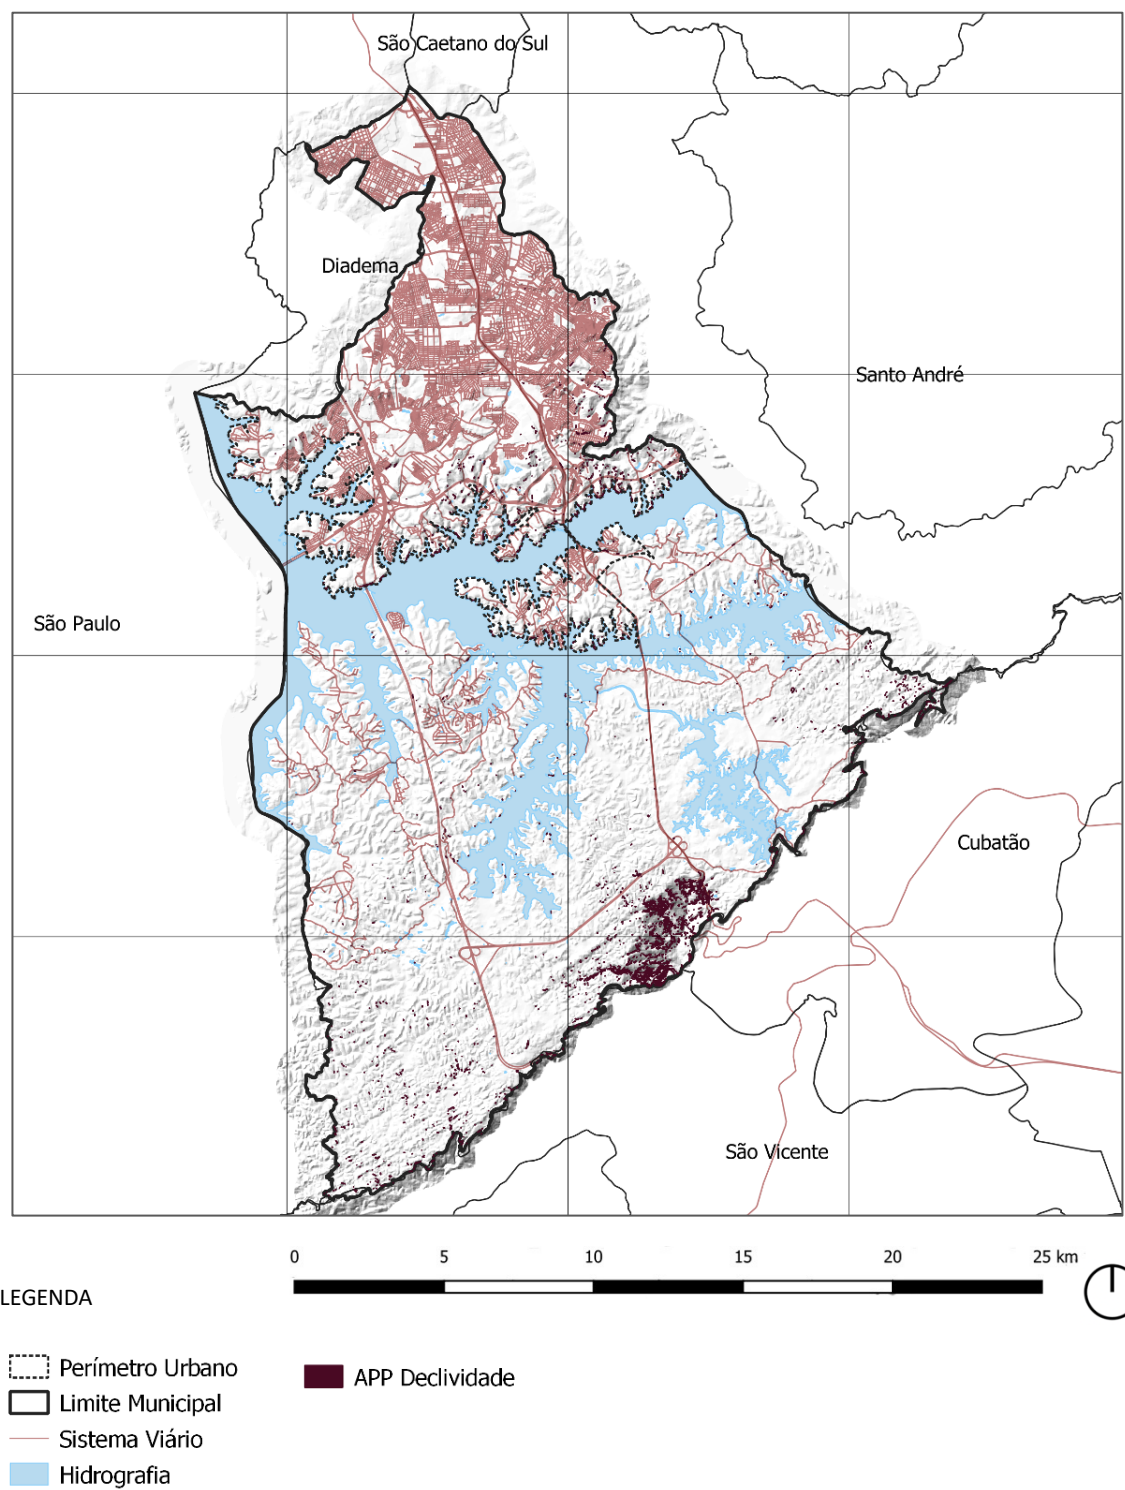 São Caetano do Sul
Diadema
Santo André
São Paulo
Cubatão
São Vicente
0 5 10 15 20 25 km
LEGENDA
Perímetro Urbano
APP Declividade
Limite Municipal
Sistema Viário
Hidrografia